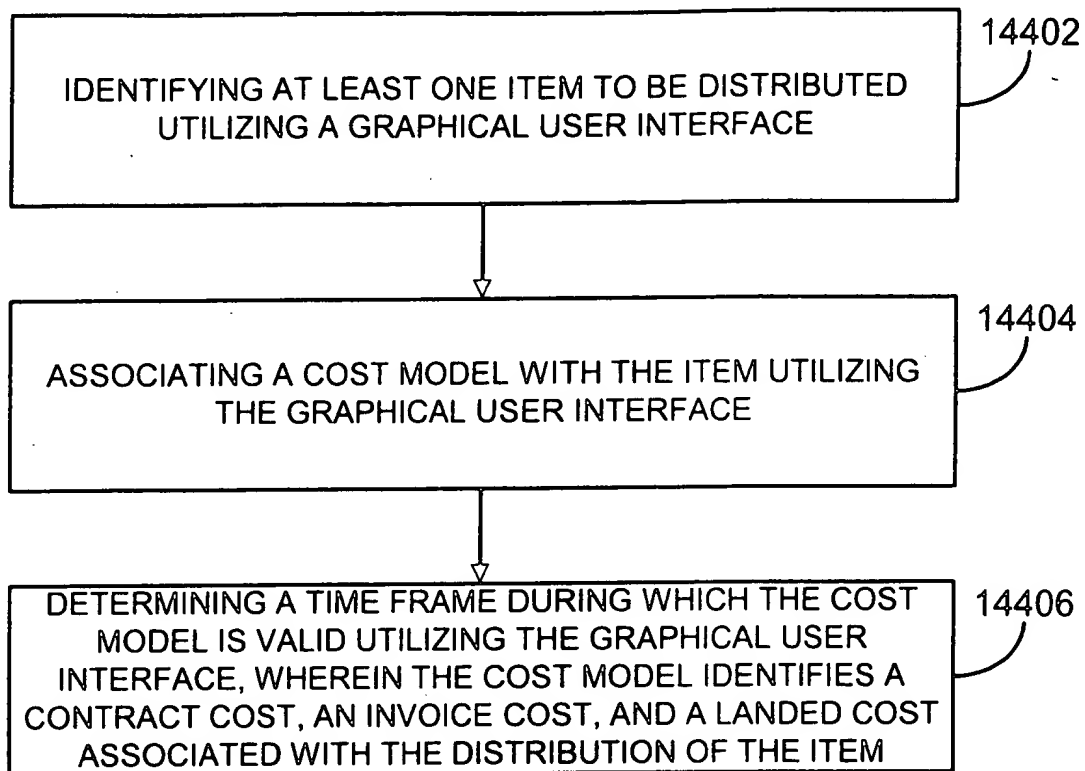 14402
IDENTIFYING AT LEAST ONE ITEM TO BE DISTRIBUTED
UTILIZING A GRAPHICAL USER INTERFACE
14404
ASSOCIATING A COST MODEL WITH THE ITEM UTILIZING
THE GRAPHICAL USER INTERFACE
14406
DETERMINING A TIME FRAME DURING WHICH THE COST
MODEL IS VALID UTILIZING THE GRAPHICAL USER
INTERFACE, WHEREIN THE COST MODEL IDENTIFIES A
CONTRACT COST, AN INVOICE COST, AND A LANDED COST
ASSOCIATED WITH THE DISTRIBUTION OF THE ITEM